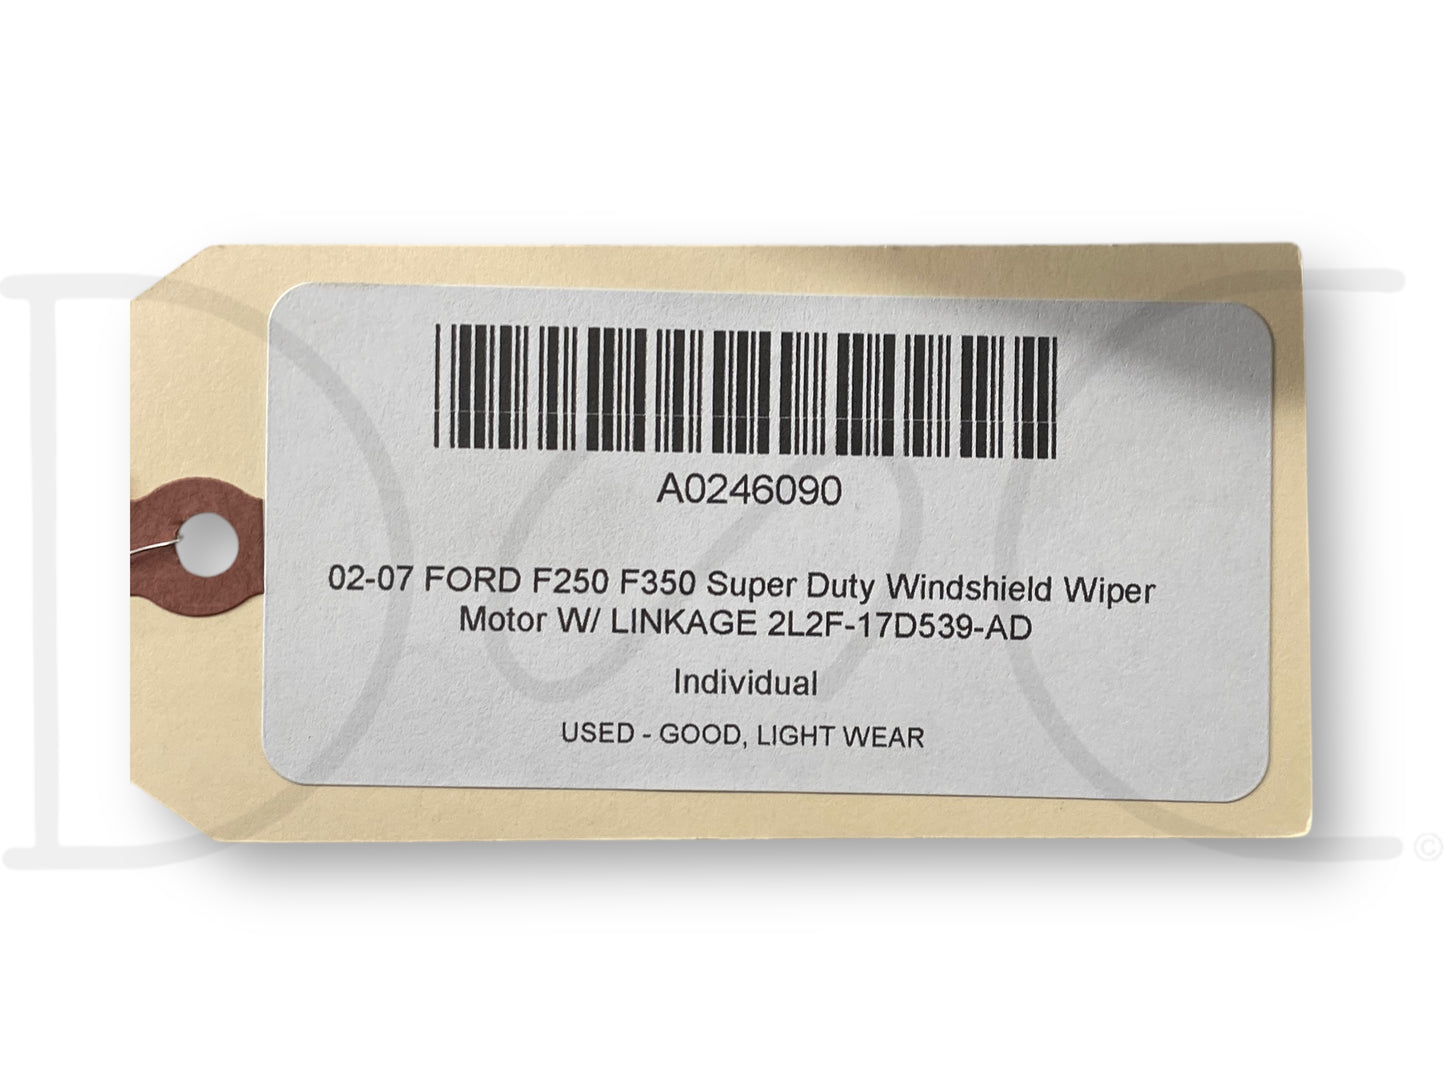 A0246090
02-07 FORD F250 F350 Super Duty Windshield Wiper
Motor W/ LINKAGE 2L2F-17D539-AD
Individual
USED - GOOD, LIGHT WEAR
©